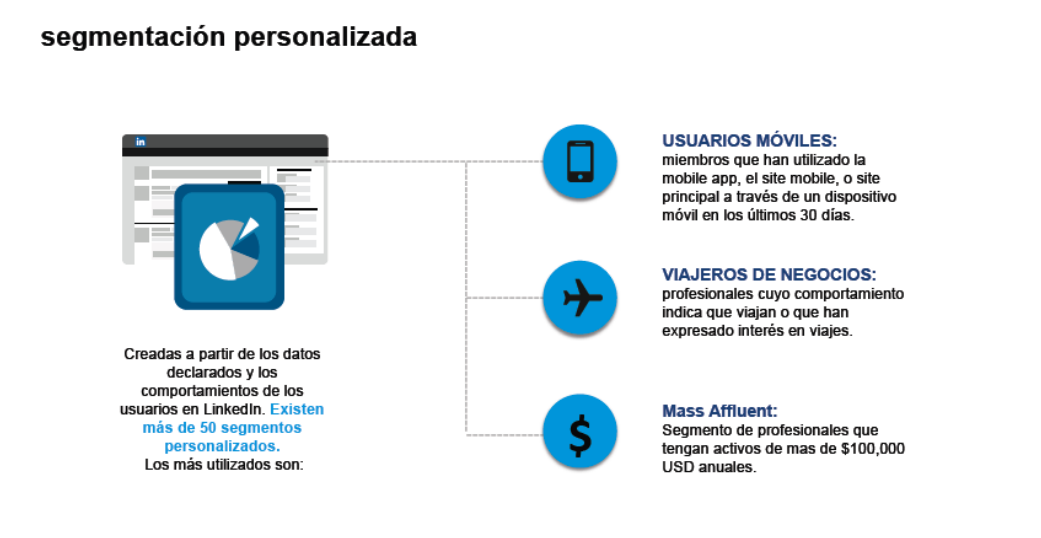 segmentación personalizada
in
Creadas a partir de los datos
declarados y los
comportamientos de los
usuarios en LinkedIn. Existen
más de 50 segmentos
personalizados.
Los más utilizados son:
USUARIOS MÓVILES:
miembros que han utilizado la
mobile app, el site mobile, o site
principal a través de un dispositivo
móvil en los últimos 30 días.
VIAJEROS DE NEGOCIOS:
profesionales cuyo comportamiento
indica que viajan o que han
expresado interés en viajes.
$
Mass Affluent:
Segmento de profesionales que
tengan activos de mas de $100,000
USD anuales.